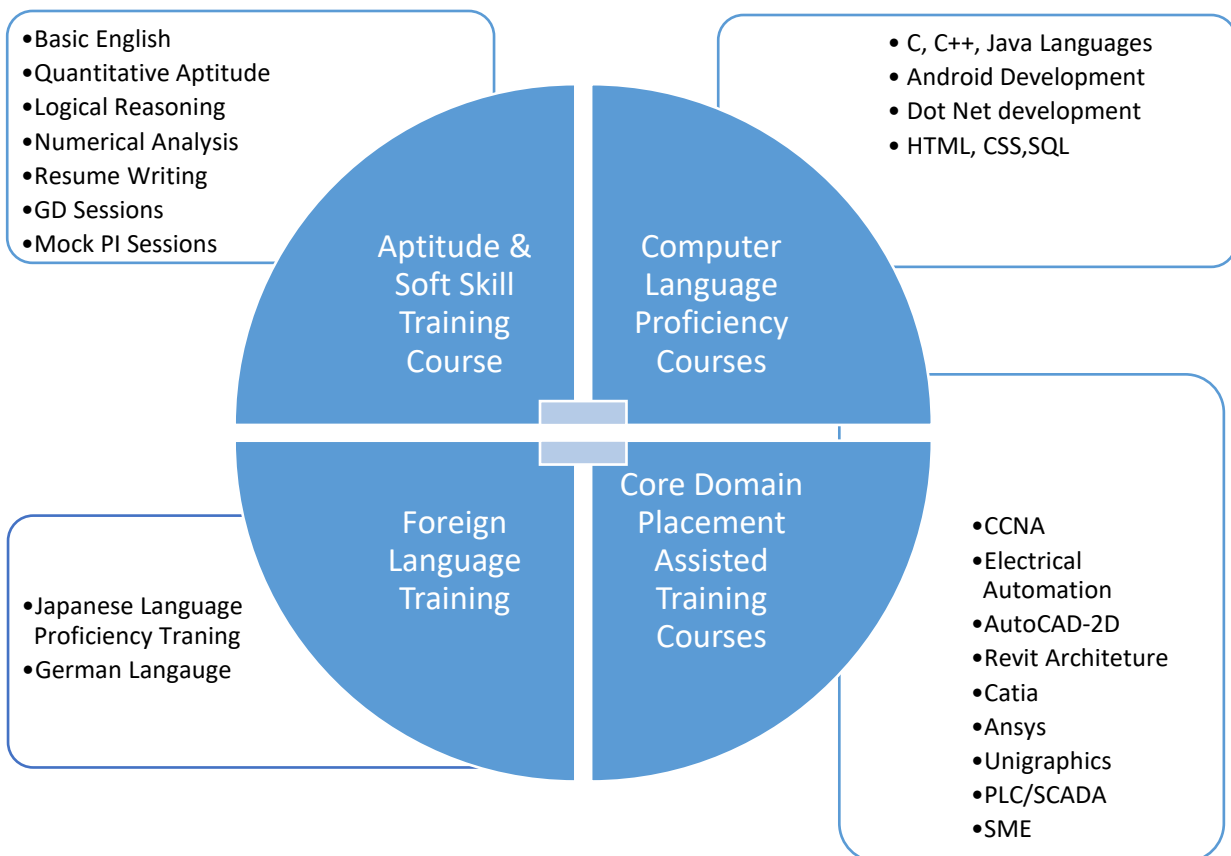 •Basic English
•Quantitative Aptitude
•Logical Reasoning
•Numerical Analysis
•Resume Writing
•GD Sessions
•Mock PI Sessions
• C, C++, Java Languages
• Android Development
• Dot Net development
• HTML, CSS,SQL
Aptitude &
Soft Skill
Training
Course
Computer
Language
Proficiency
Courses
Foreign
Language
Training
Core Domain
Placement
Assisted
Training
Courses
•Japanese Language
Proficiency Traning
•German Langauge
•CCNA
•Electrical
Automation
•AutoCAD-2D
•Revit Architeture
•Catia
•Ansys
•Unigraphics
•PLC/SCADA
•SME